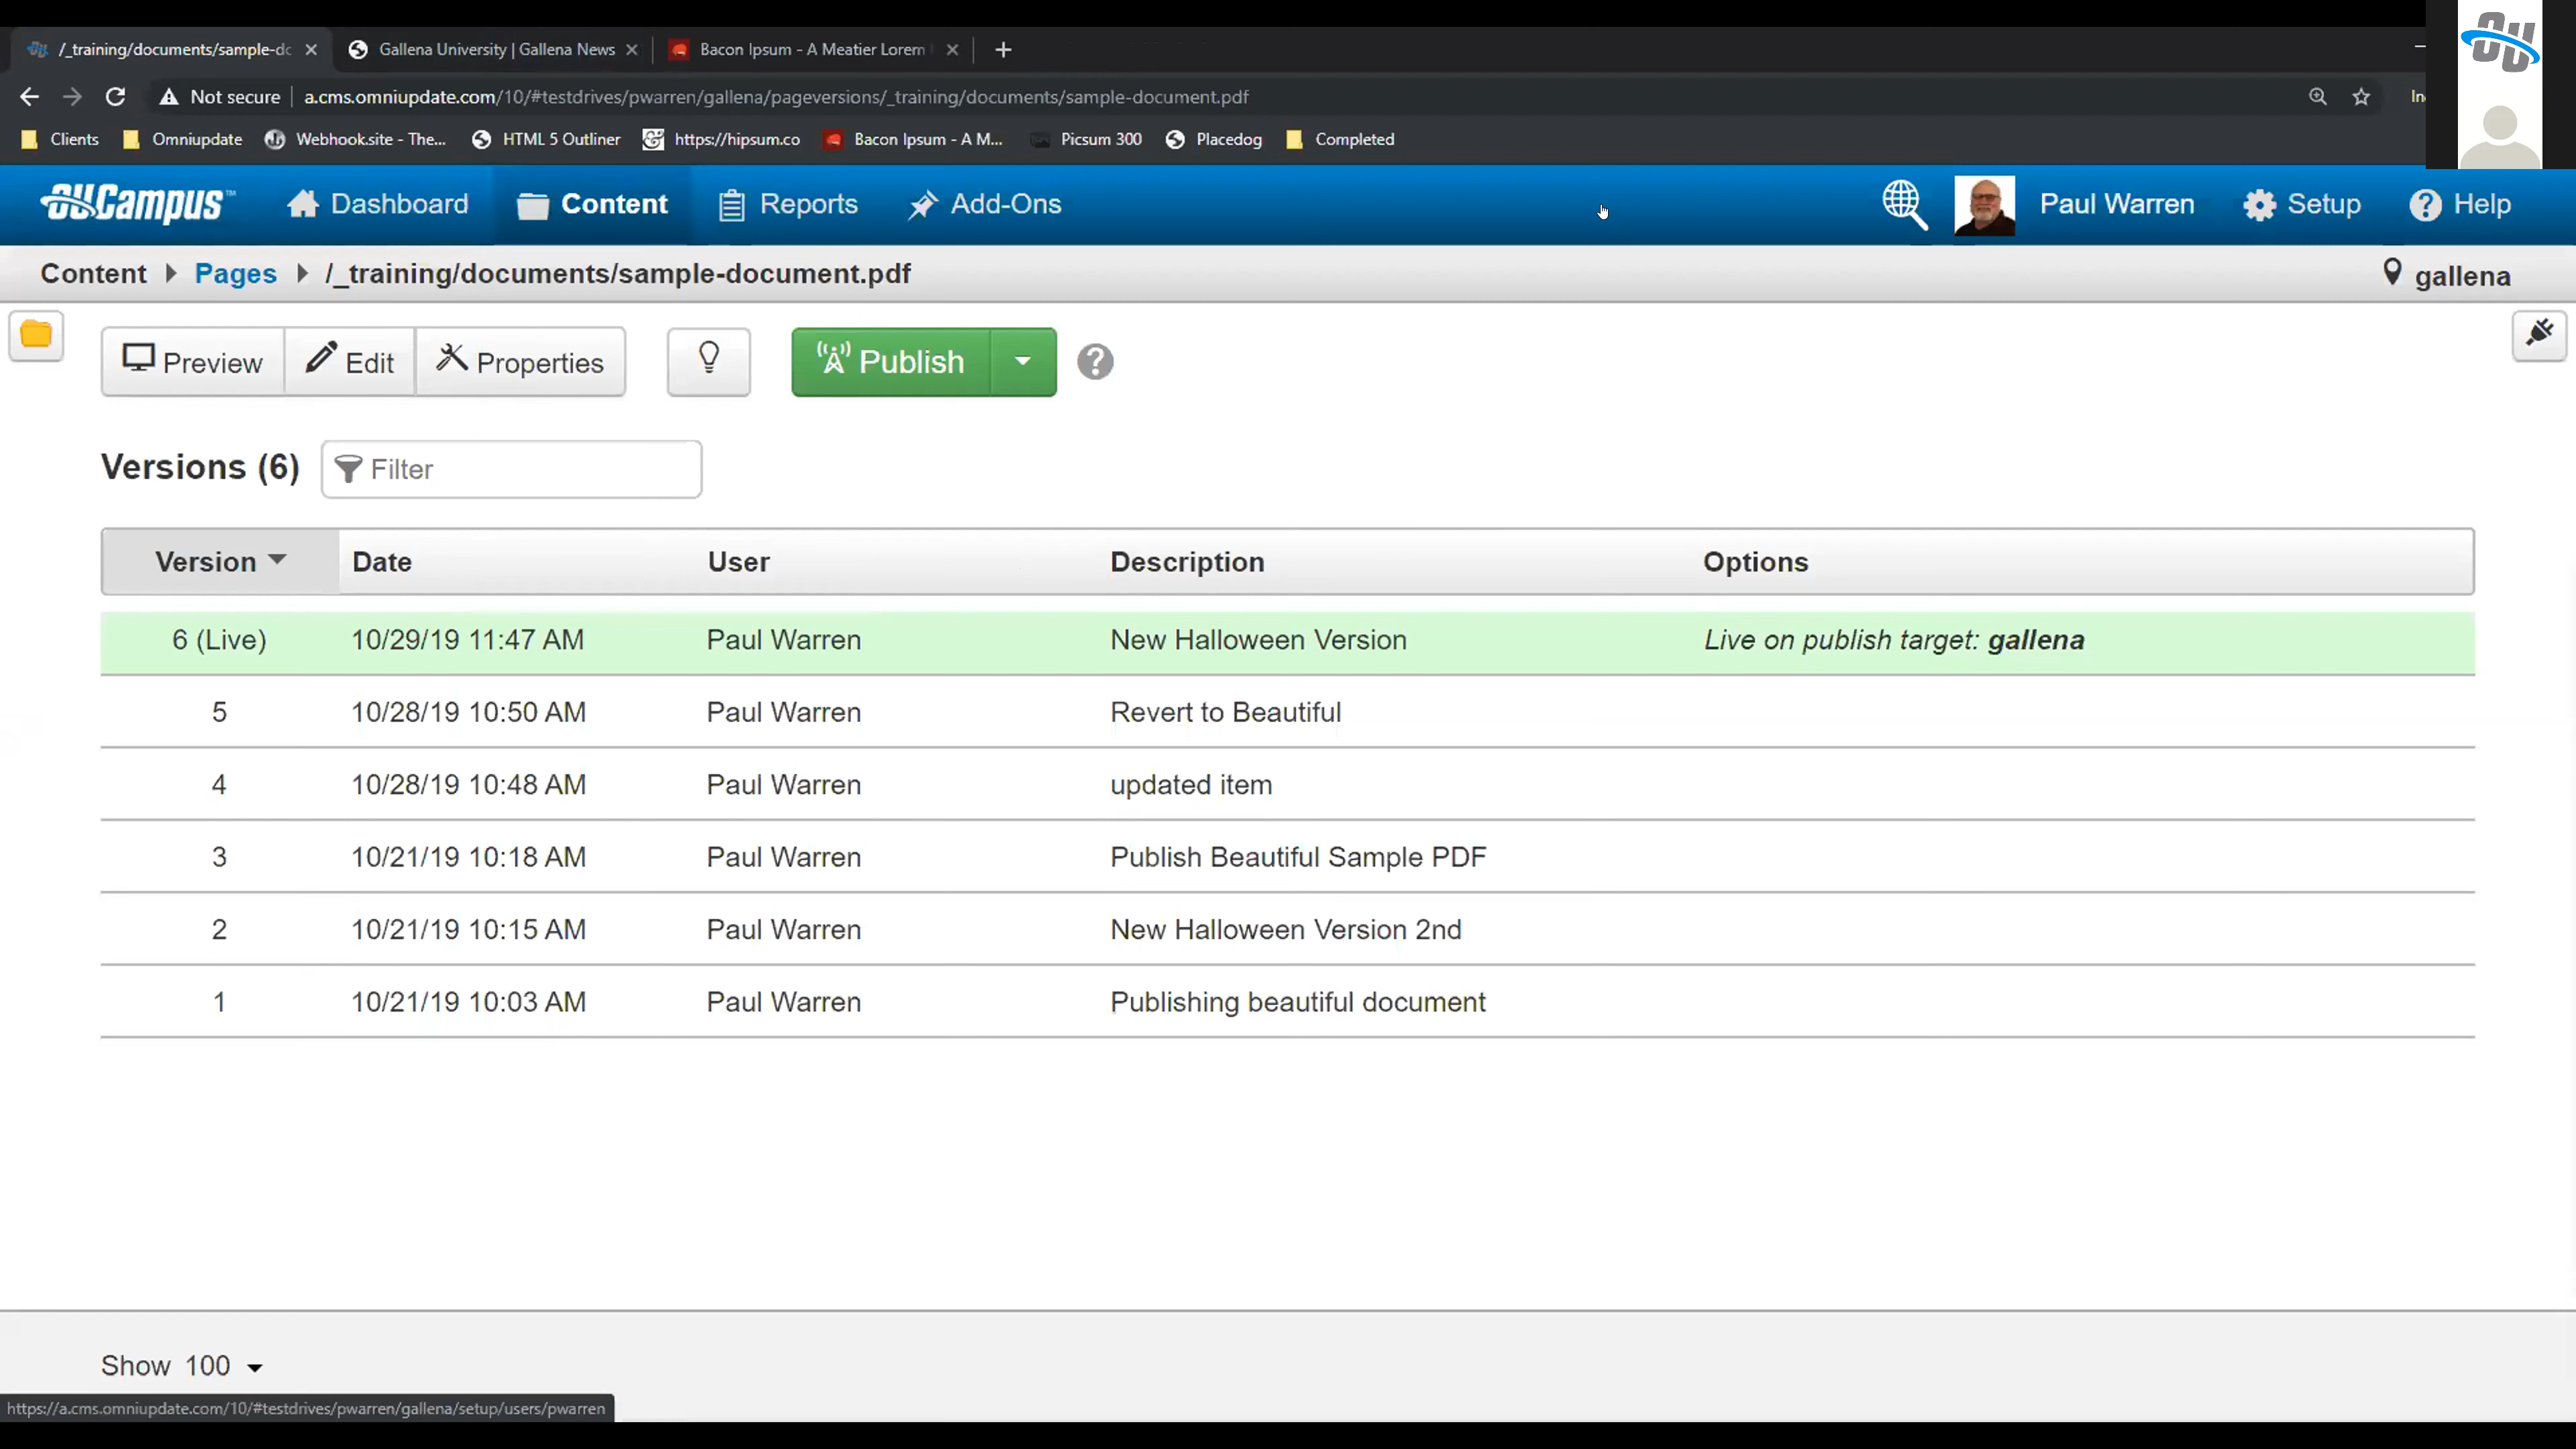 /_training/documents/sample-dc
Gallena University | Gallena News
Bacon Ipsum - A Meatier Lorem
Not secure
a.cms.omniupdate.com/10/#testdrives/pwarren/gallena/pageversions/_training/documents/sample-document.pdf
Clients
Omniupdate
Webhook.site - The...
HTML 5 Outliner
https://hipsum.co
Bacon Ipsum - A M...
Picsum 300
Placedog
Completed
OUCampus™
Dashboard
Content
Reports
Add-Ons
Paul Warren
Setup
Help
Content
Pages
/_training/documents/sample-document.pdf
gallena
Preview
Edit
Properties
Publish
Versions (6)
Filter
Version Date User Description Options
6 (Live) 10/29/19 11:47 AM Paul Warren New Halloween Version Live on publish target: gallena
5 10/28/19 10:50 AM Paul Warren Revert to Beautiful
4 10/28/19 10:48 AM Paul Warren updated item
3 10/21/19 10:18 AM Paul Warren Publish Beautiful Sample PDF
2 10/21/19 10:15 AM Paul Warren New Halloween Version 2nd
1 10/21/19 10:03 AM Paul Warren Publishing beautiful document
Show 100
https://a.cms.omniupdate.com/10/#testdrives/pwarren/gallena/setup/users/pwarren